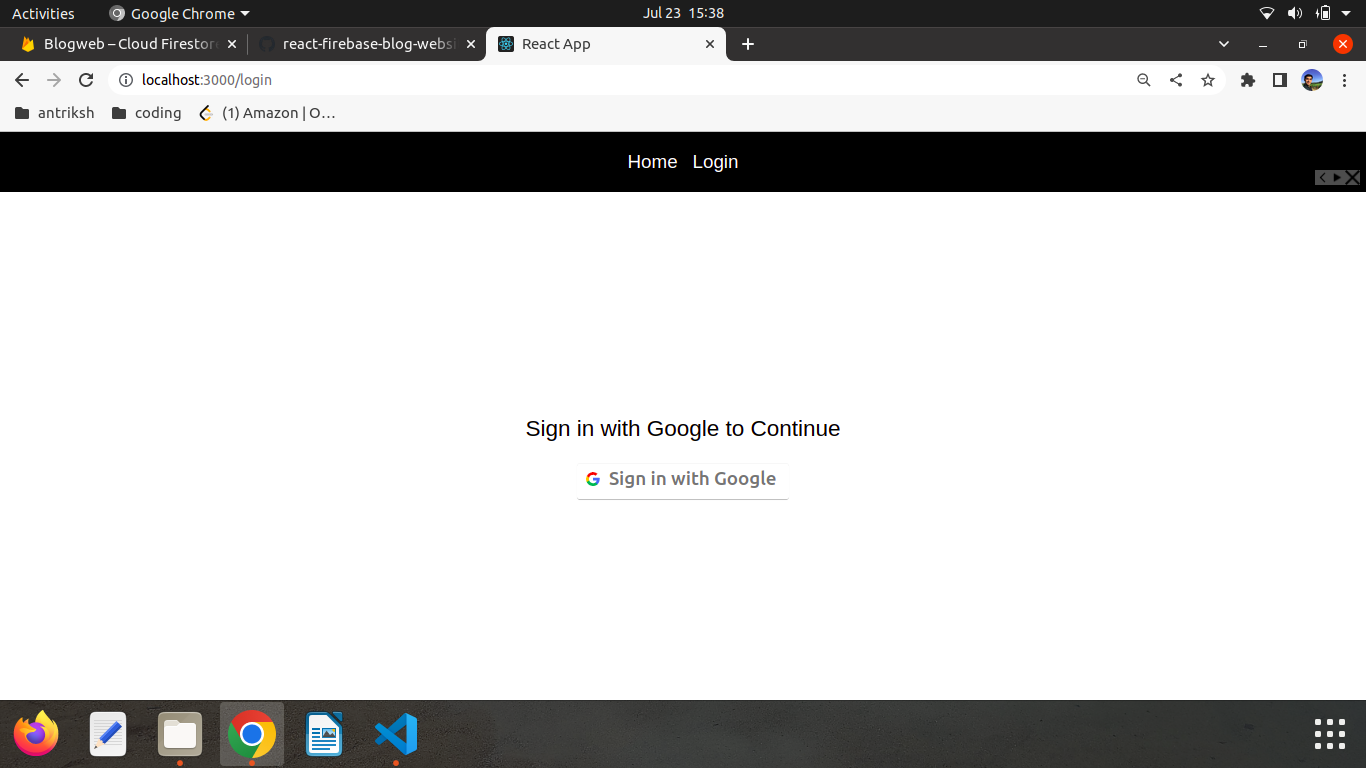 Activities Google Chrome Jul 23 15:38
Blogweb – Cloud Firestore react-firebase-blog-websi React App
localhost:3000/login
antriksh coding (1) Amazon | O…
Home Login
Sign in with Google to Continue
Sign in with Google